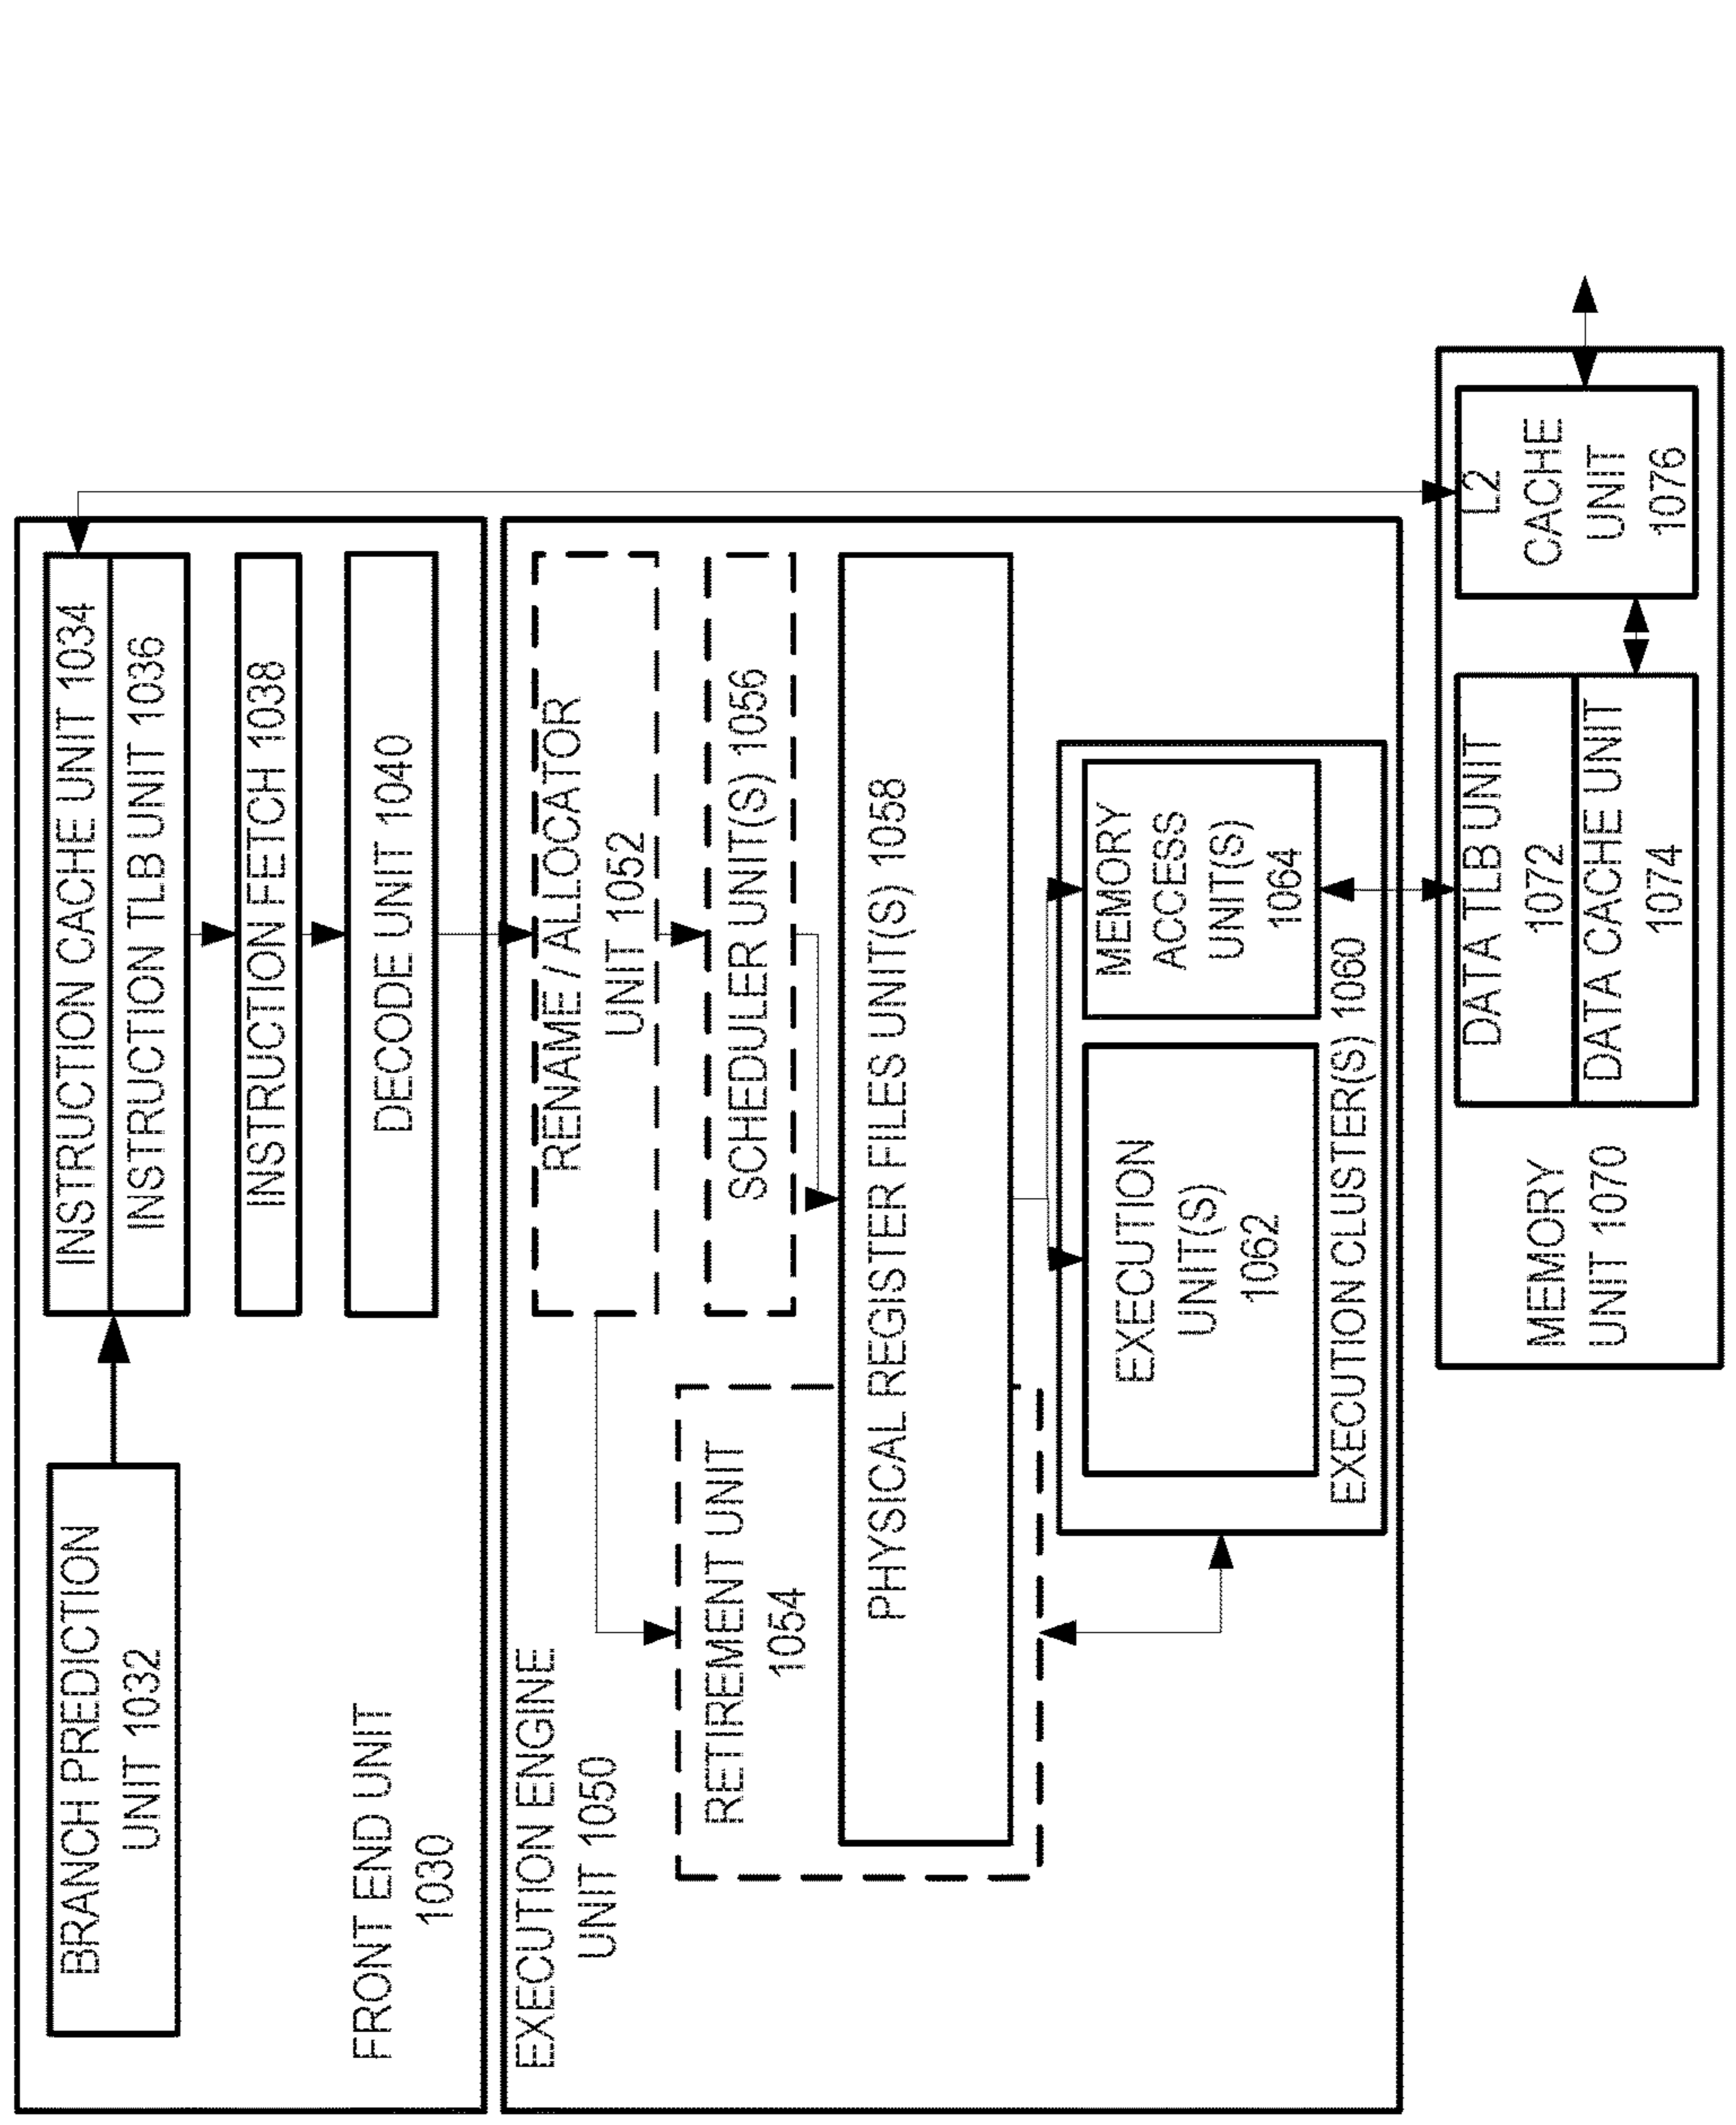 BRANCH PREDICTION
UNIT 1032
INSTRUCTION CACHE UNIT 1034
INSTRUCTION TLB UNIT 1036
INSTRUCTION FETCH 1038
DECODE UNIT 1040
FRONT END UNIT
1030
EXECUTION ENGINE
UNIT 1050
RENAME / ALLOCATOR
UNIT 1052
RETIREMENT UNIT
1054
SCHEDULER UNIT(S) 1056
PHYSICAL REGISTER FILES UNIT(S) 1058
EXECUTION
UNIT(S)
1062
MEMORY
ACCESS
UNIT(S)
1064
EXECUTION CLUSTER(S) 1060
MEMORY
UNIT 1070
DATA TLB UNIT
1072
DATA CACHE UNIT
1074
L2
CACHE
UNIT
1076